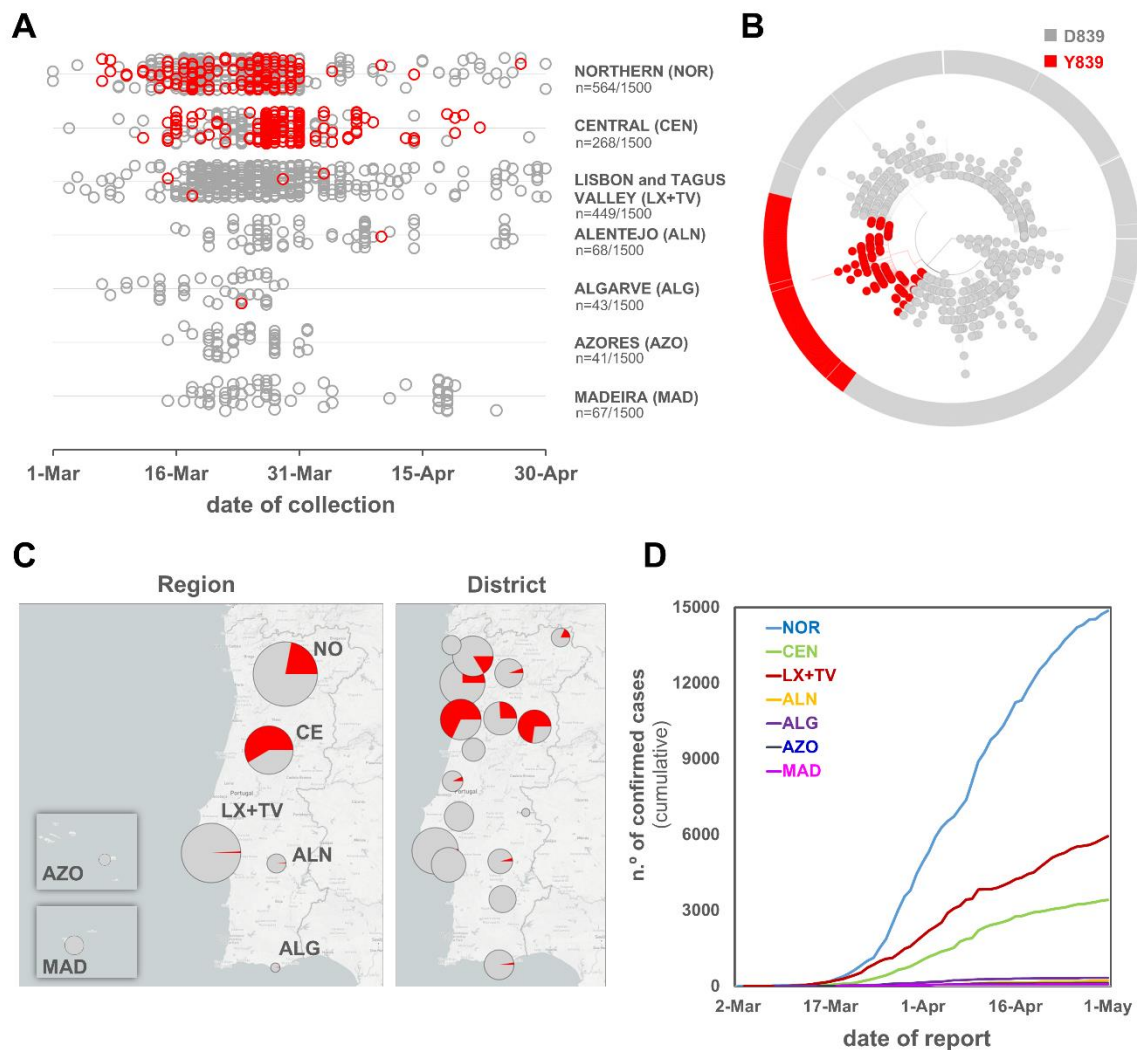 A
NORTHERN (NOR)
n=564/1500
CENTRAL (CEN)
n=268/1500
LISBON and TAGUS
VALLEY (LX+TV)
n=449/1500
ALENTEJO (ALN)
n=68/1500
ALGARVE (ALG)
n=43/1500
AZORES (AZO)
n=41/1500
MADEIRA (MAD)
n=67/1500
1-Mar
16-Mar
31-Mar
15-Apr
30-Apr
date of collection
B
D839
Y839
C
Region
District
NO
CE
Portugal
LX+TV
ALN
ALG
AZO
MAD
Portugal
D
n.º of confirmed cases
(cumulative)
15000
12000
9000
6000
3000
0
NOR
CEN
LX+TV
ALN
ALG
AZO
MAD
2-Mar
17-Mar
1-Apr
16-Apr
1-May
date of report